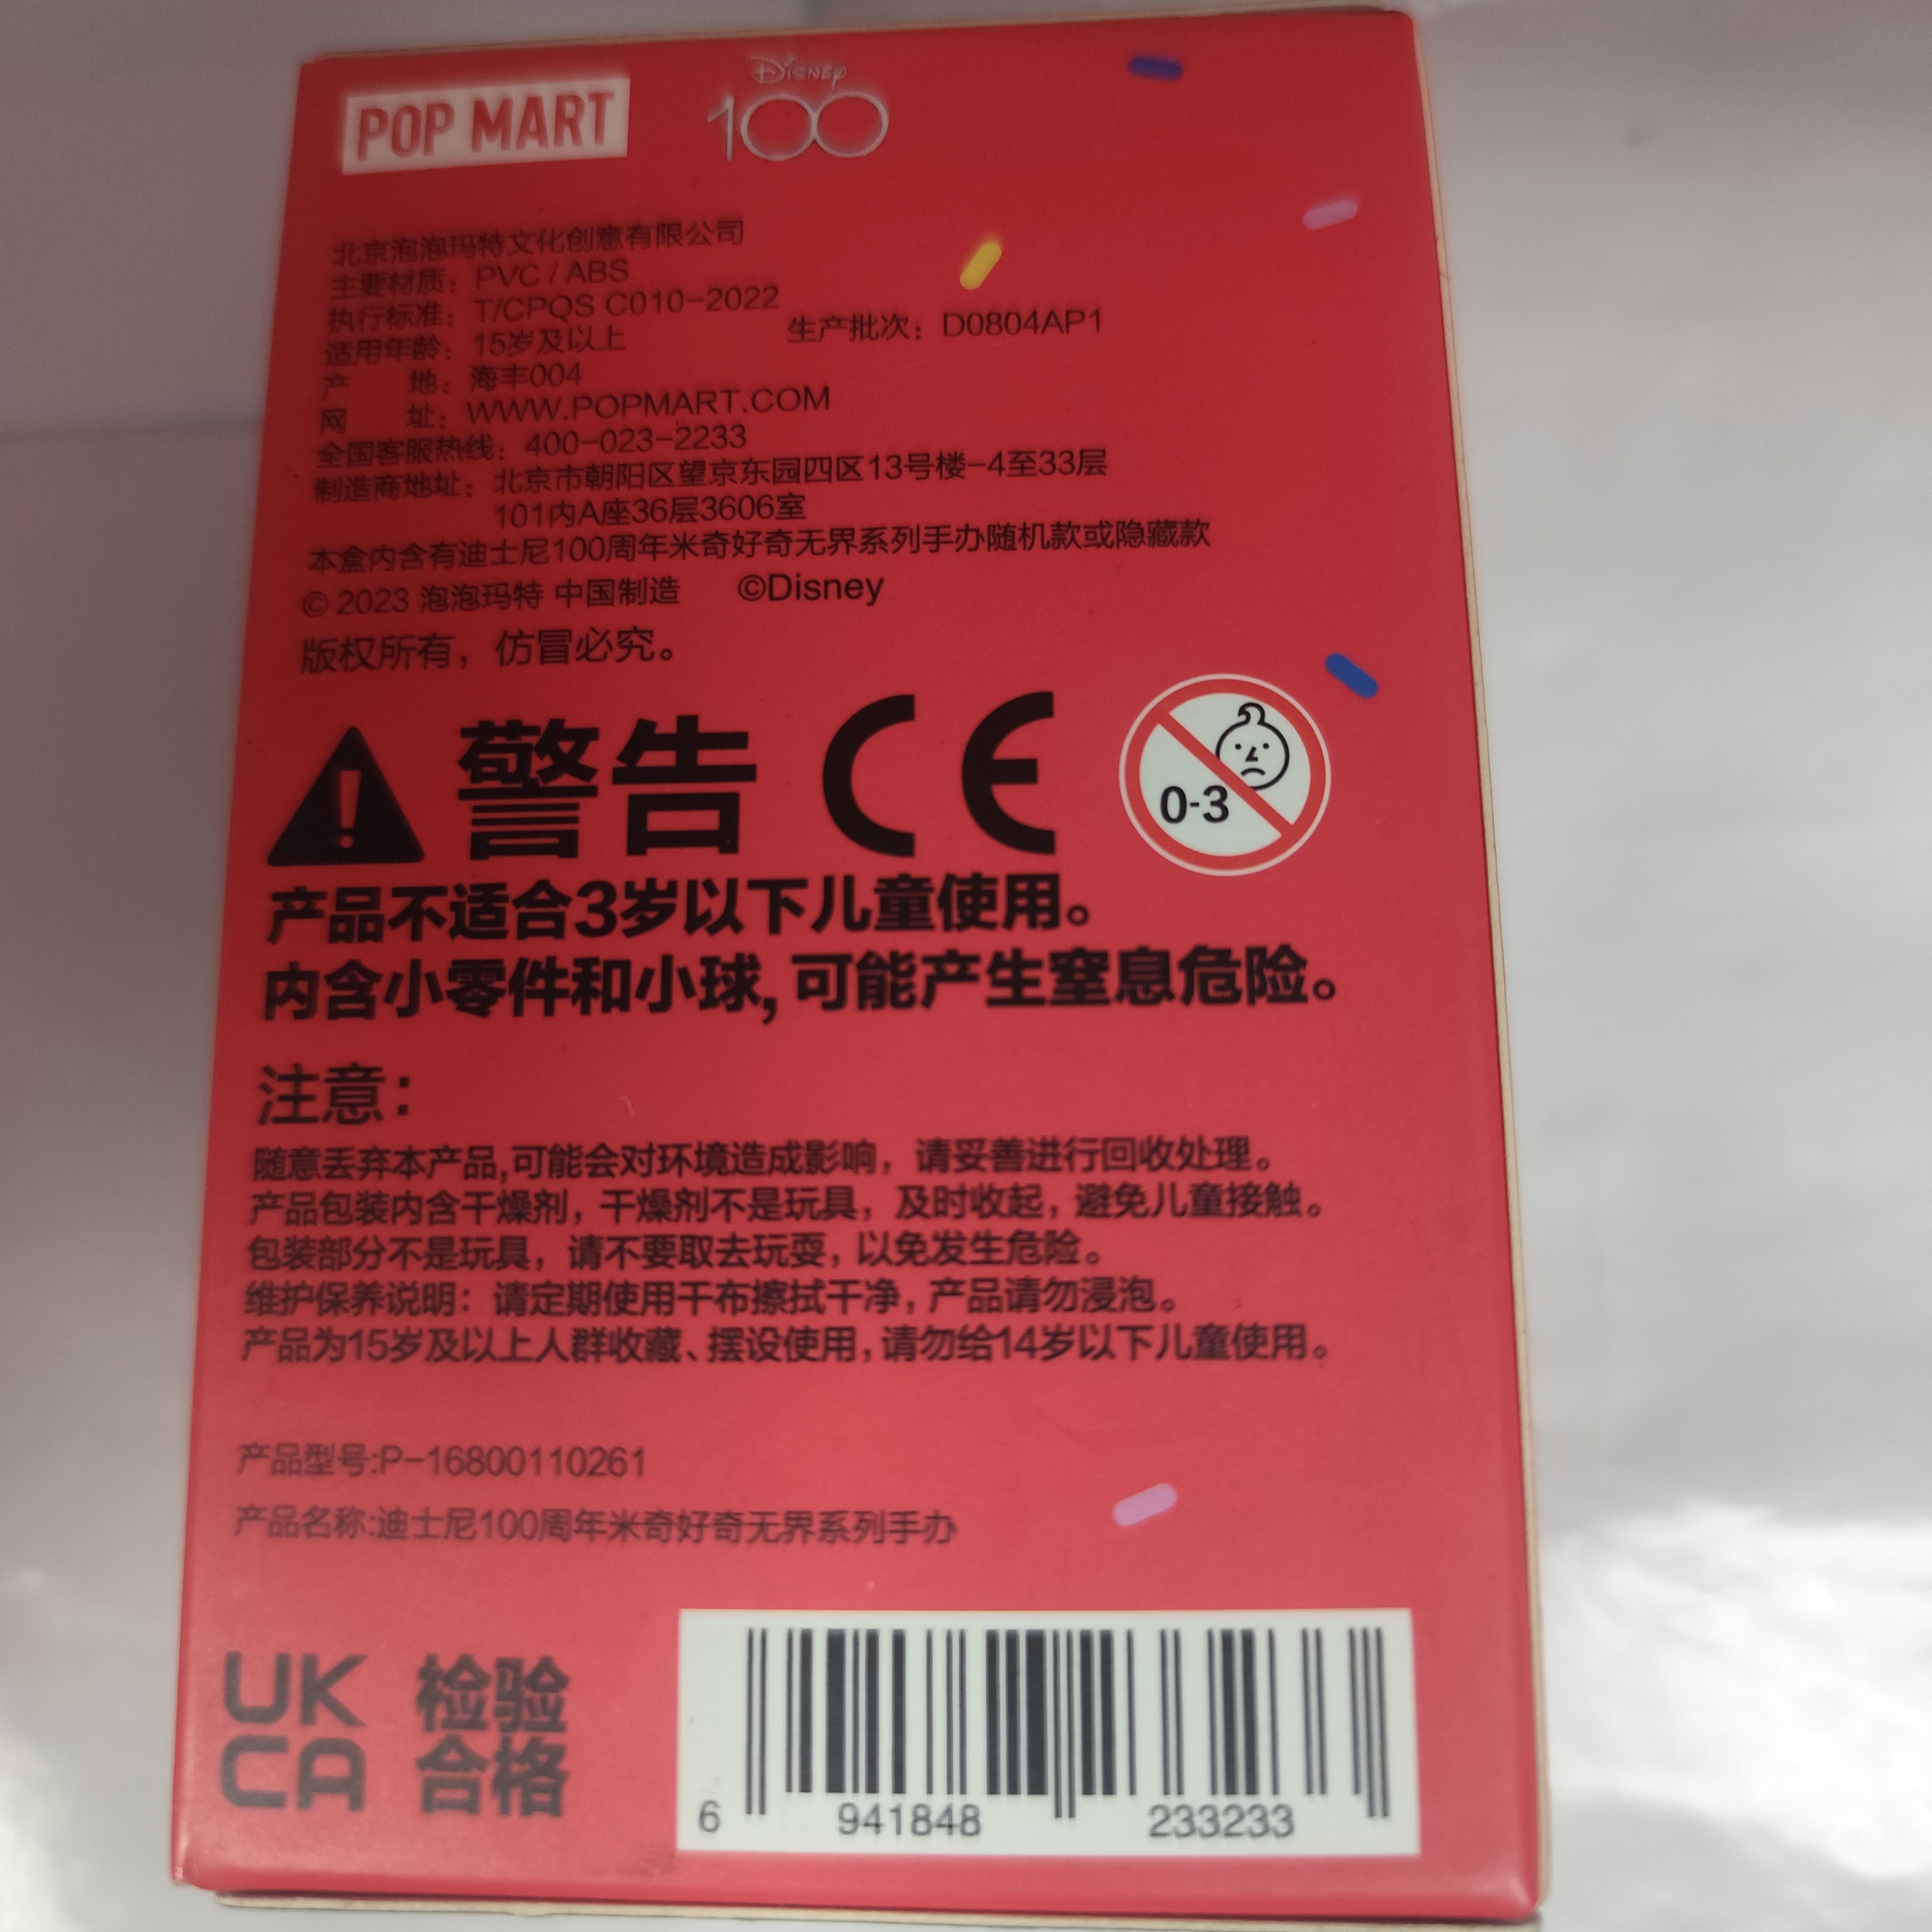 POP MART
Disney
100
北京泡泡玛特文化创意有限公司
主要材质：PVC / ABS
执行标准：T/CPQS C010-2022
适用年龄：15岁及以上 生产批次：D0804AP1
产 地：海丰004
网 址：WWW.POPMART.COM
全国客服热线：400-023-2233
制造商地址：北京市朝阳区望京东园四区13号楼-4至33层
101内A座36层3606室
本盒内含有迪士尼100周年米奇好奇无界系列手办随机款或隐藏款
© 2023 泡泡玛特 中国制造 ©Disney
版权所有，仿冒必究。
警告 CE 0-3
产品不适合3岁以下儿童使用。
内含小零件和小球,可能产生窒息危险。
注意：
随意丢弃本产品,可能会对环境造成影响，请妥善进行回收处理。
产品包装内含干燥剂，干燥剂不是玩具，及时收起，避免儿童接触。
包装部分不是玩具，请不要取去玩耍，以免发生危险。
维护保养说明：请定期使用干布擦拭干净，产品请勿浸泡。
产品为15岁及以上人群收藏、摆设使用,请勿给14岁以下儿童使用。
产品型号:P-16800110261
产品名称:迪士尼100周年米奇好奇无界系列手办
UK
CA
检验
合格
6 941848 233233